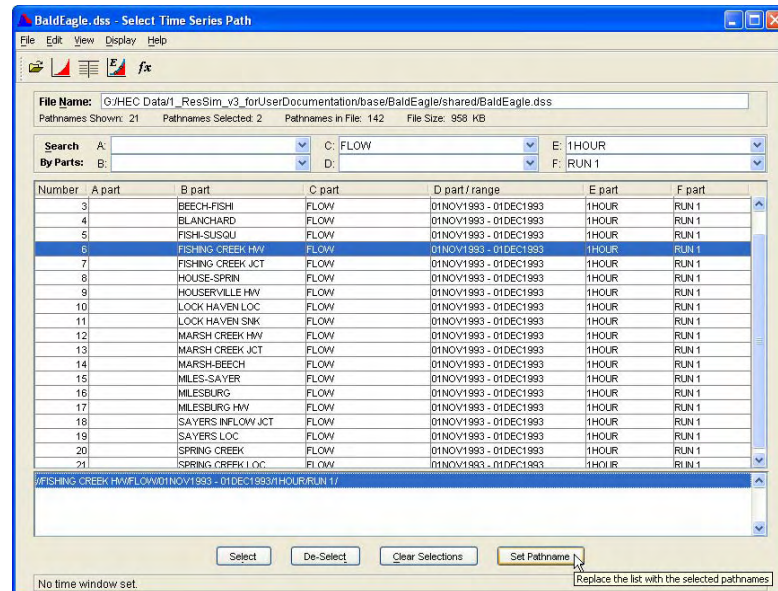 BaldEagle.dss - Select Time Series Path
File Edit View Display Help
E fx
File Name: G:/HEC Data/1_ResSim_v3_forUserDocumentation/base/BaldEagle/shared/BaldEagle.dss
Pathnames Shown: 21 Pathnames Selected: 2 Pathnames in File: 142 File Size: 958 KB
Search A: C: FLOW E: 1HOUR
By Parts: B: D: F: RUN 1
Number A part B part C part D part / range E part F part
3 BEECH-FISHI FLOW 01NOV1993 - 01DEC1993 1HOUR RUN 1
4 BLANCHARD FLOW 01NOV1993 - 01DEC1993 1HOUR RUN 1
5 FISHI-SUSQU FLOW 01NOV1993 - 01DEC1993 1HOUR RUN 1
6 FISHING CREEK HW FLOW 01NOV1993 - 01DEC1993 1HOUR RUN 1
7 FISHING CREEK JCT FLOW 01NOV1993 - 01DEC1993 1HOUR RUN 1
8 HOUSE-SPRIN FLOW 01NOV1993 - 01DEC1993 1HOUR RUN 1
9 HOUSERVILLE HW FLOW 01NOV1993 - 01DEC1993 1HOUR RUN 1
10 LOCK HAVEN LOC FLOW 01NOV1993 - 01DEC1993 1HOUR RUN 1
11 LOCK HAVEN SNK FLOW 01NOV1993 - 01DEC1993 1HOUR RUN 1
12 MARSH CREEK HW FLOW 01NOV1993 - 01DEC1993 1HOUR RUN 1
13 MARSH CREEK JCT FLOW 01NOV1993 - 01DEC1993 1HOUR RUN 1
14 MARSH-BEECH FLOW 01NOV1993 - 01DEC1993 1HOUR RUN 1
15 MILES-SAYER FLOW 01NOV1993 - 01DEC1993 1HOUR RUN 1
16 MILESBURG FLOW 01NOV1993 - 01DEC1993 1HOUR RUN 1
17 MILESBURG HW FLOW 01NOV1993 - 01DEC1993 1HOUR RUN 1
18 SAYERS INFLOW JCT FLOW 01NOV1993 - 01DEC1993 1HOUR RUN 1
19 SAYERS LOC FLOW 01NOV1993 - 01DEC1993 1HOUR RUN 1
20 SPRING CREEK FLOW 01NOV1993 - 01DEC1993 1HOUR RUN 1
21 SPRING CREEK LOC FLOW 01NOV1993 - 01DEC1993 1HOUR RUN 1
//FISHING CREEK HW/FLOW/01NOV1993 - 01DEC1993/1HOUR/RUN 1/
Select De-Select Clear Selections Set Pathname
Replace the list with the selected pathnames
No time window set.